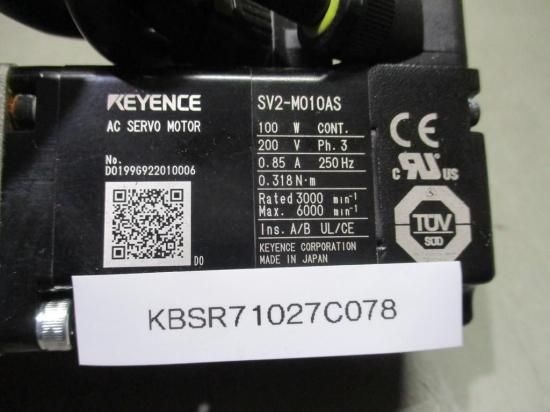 KEYENCE
AC SERVO MOTOR
No.
D0199G922010006
D0
SV2-M010AS
100 W CONT.
200 V Ph. 3
0.85 A 250 Hz
0.318 N·m
Rated 3000 min⁻¹
Max. 6000 min⁻¹
Ins. A/B UL/CE
KEYENCE CORPORATION
MADE IN JAPAN
C RU US
TÜV
SÜD
KBSR71027C078